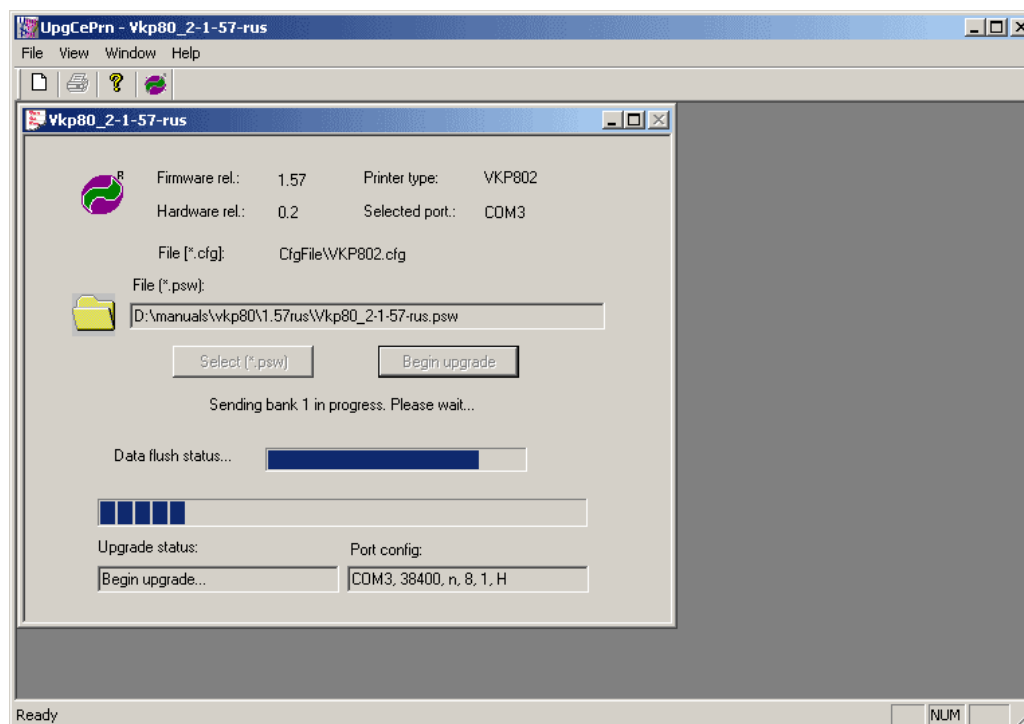 UpgCePrn - Vkp80_2-1-57-rus
File View Window Help
Vkp80_2-1-57-rus
R
Firmware rel.: 1.57 Printer type: VKP802
Hardware rel.: 0.2 Selected port.: COM3
File [*.cfg]: CfgFile\VKP802.cfg
File (*.psw):
D:\manuals\vkp80\1.57rus\Vkp80_2-1-57-rus.psw
Select (*.psw) Begin upgrade
Sending bank 1 in progress. Please wait...
Data flush status...
Upgrade status: Port config:
Begin upgrade... COM3, 38400, n, 8, 1, H
Ready NUM